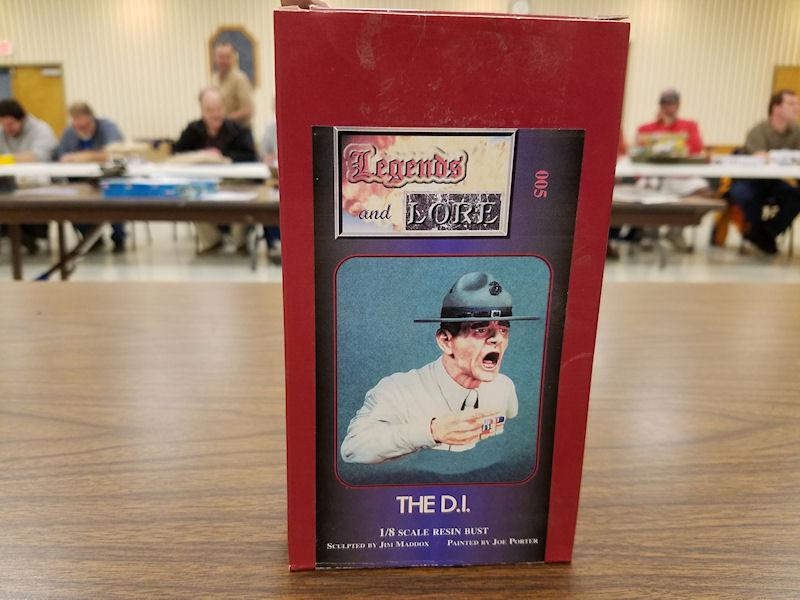 Legends
and LORE
005
THE D.I.
1/8 SCALE RESIN BUST
SCULPTED BY JIM MADDOX PAINTED BY JOE PORTER